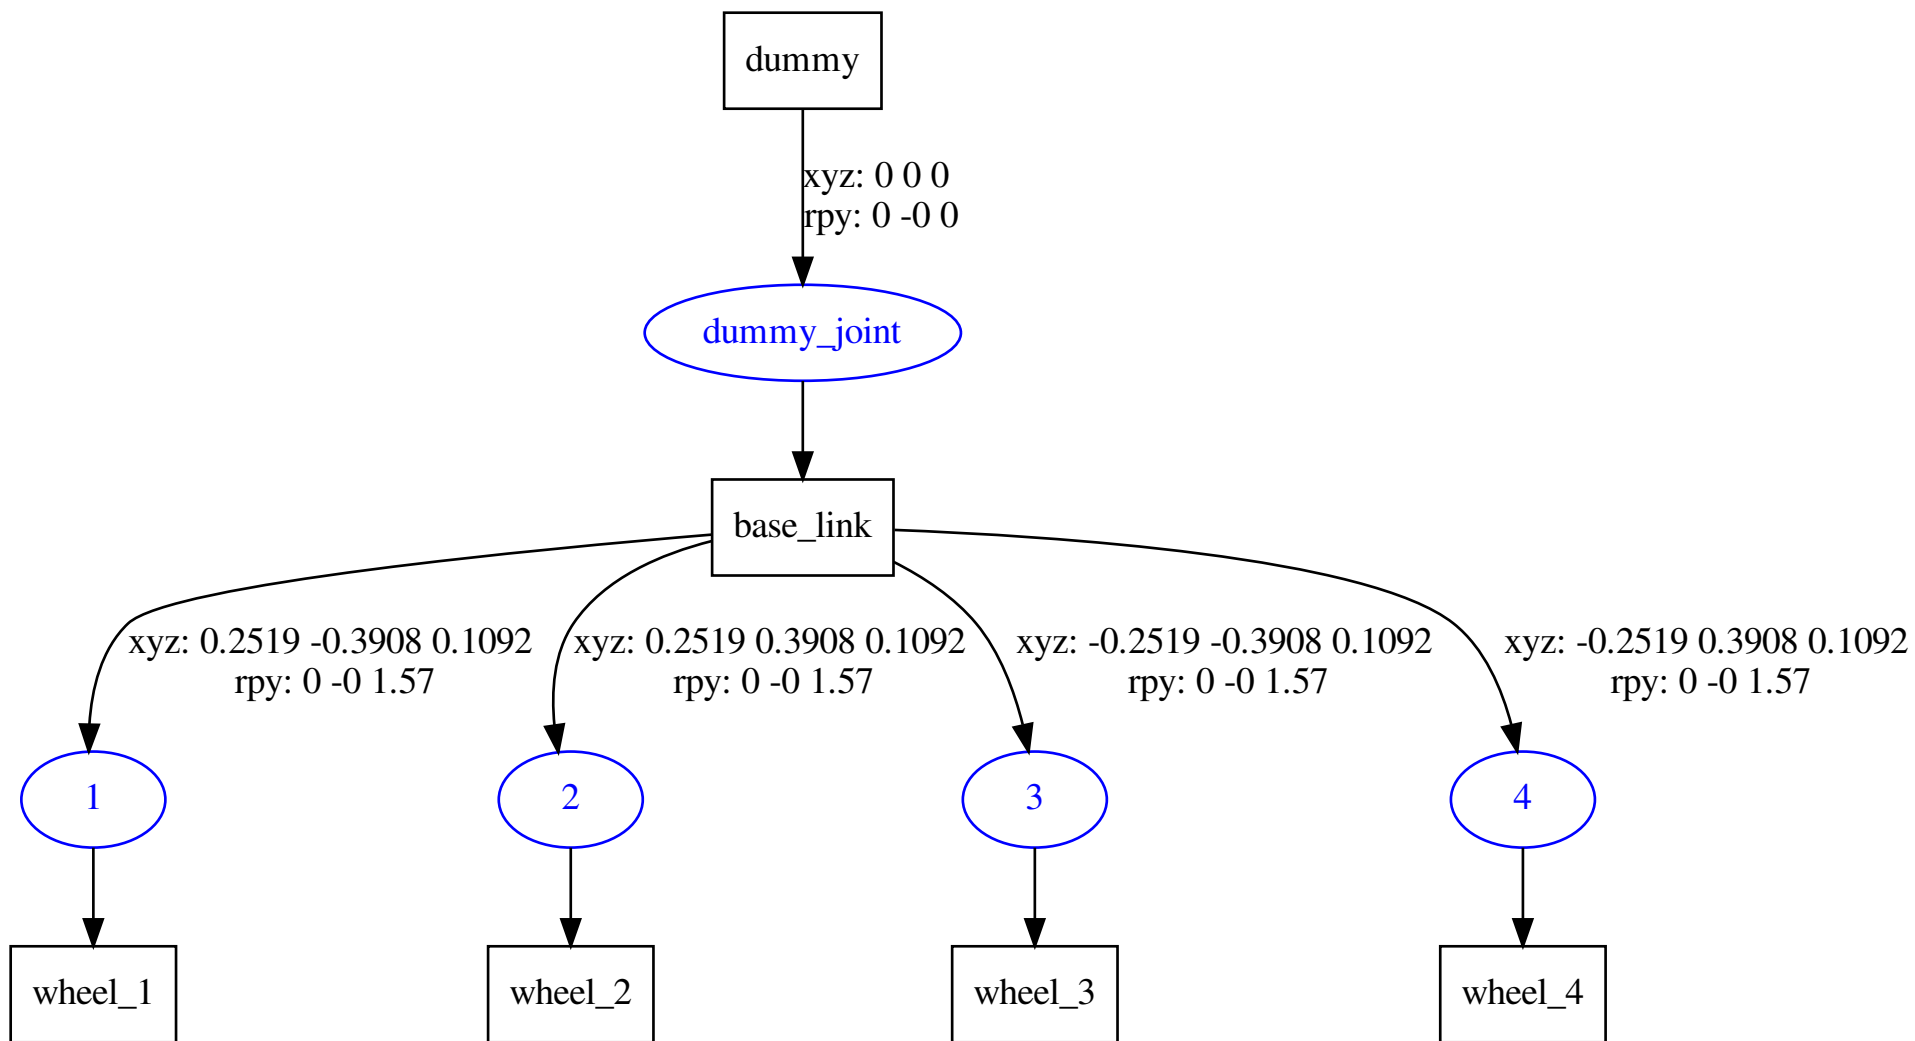 dummy
xyz: 0 0 0
rpy: 0 -0 0
dummy_joint
base_link
xyz: 0.2519 -0.3908 0.1092
rpy: 0 -0 1.57
xyz: 0.2519 0.3908 0.1092
rpy: 0 -0 1.57
xyz: -0.2519 -0.3908 0.1092
rpy: 0 -0 1.57
xyz: -0.2519 0.3908 0.1092
rpy: 0 -0 1.57
1
2
3
4
wheel_1
wheel_2
wheel_3
wheel_4